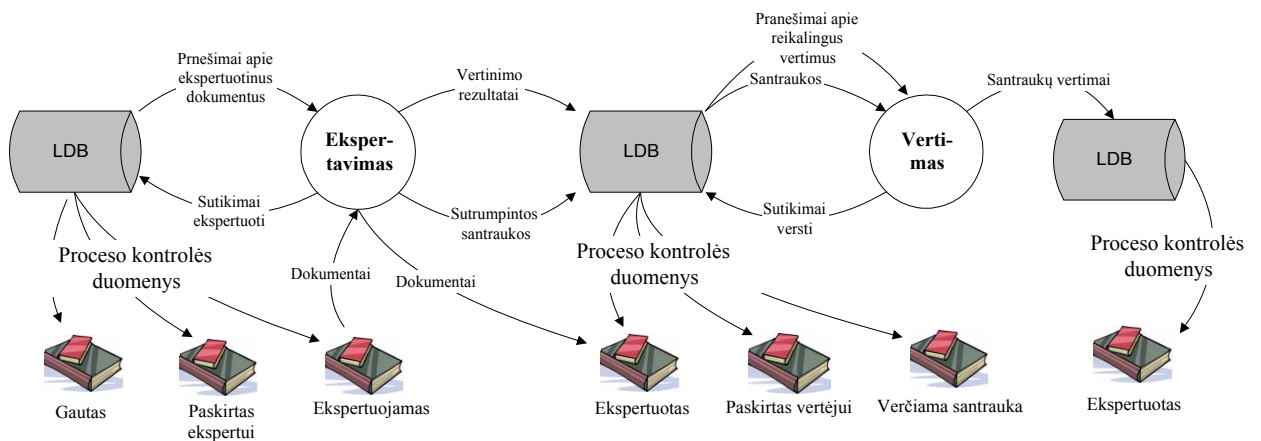 Prnešimai apie
ekspertuotinus
dokumentus
Vertinimo
rezultatai
Pranešimai apie
reikalingus
vertimus
Santraukos
Santraukų vertimai
LDB
Eksper-
tavimas
LDB
Verti-
mas
LDB
Sutikimai
ekspertuoti
Sutrumpintos
santraukos
Sutikimai
versti
Proceso kontrolės
duomenys
Dokumentai
Dokumentai
Proceso kontrolės
duomenys
Proceso kontrolės
duomenys
Gautas
Paskirtas
ekspertui
Ekspertuojamas
Ekspertuotas
Paskirtas vertėjui
Verčiama santrauka
Ekspertuotas